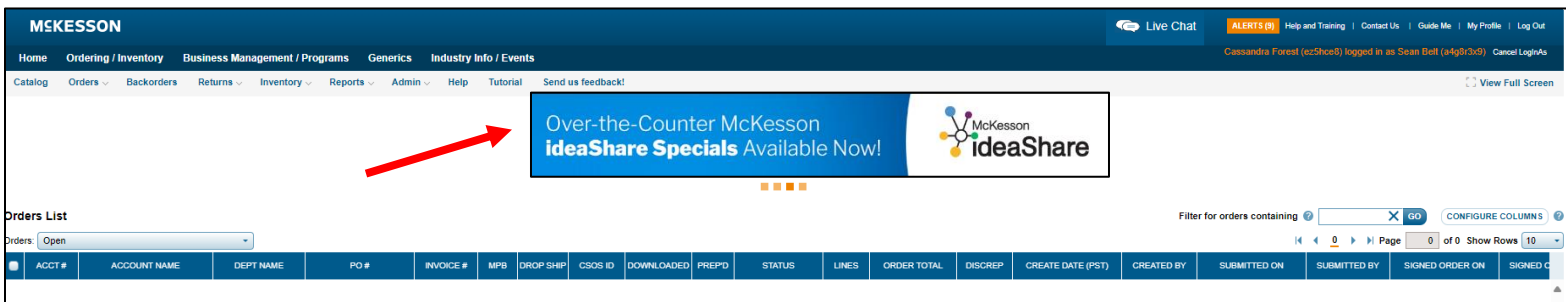 MCKESSON
Live Chat
ALERTS (9) Help and Training | Contact Us | Guide Me | My Profile | Log Out
Home Ordering / Inventory Business Management / Programs Generics Industry Info / Events
Cassandra Forest (ez5hce8) logged in as Sean Belt (a4g8r3x9) Cancel LogInAs
Catalog Orders Backorders Returns Inventory Reports Admin Help Tutorial Send us feedback! View Full Screen
Over-the-Counter McKesson
ideaShare Specials Available Now!
McKesson
ideaShare
Orders List
Filter for orders containing ? X GO CONFIGURE COLUMNS ?
Orders: Open
0 Page 0 of 0 Show Rows 10
ACCT # ACCOUNT NAME DEPT NAME PO # INVOICE # MPB DROP SHIP CSOS ID DOWNLOADED PREP'D STATUS LINES ORDER TOTAL DISCREP CREATE DATE (PST) CREATED BY SUBMITTED ON SUBMITTED BY SIGNED ORDER ON SIGNED O